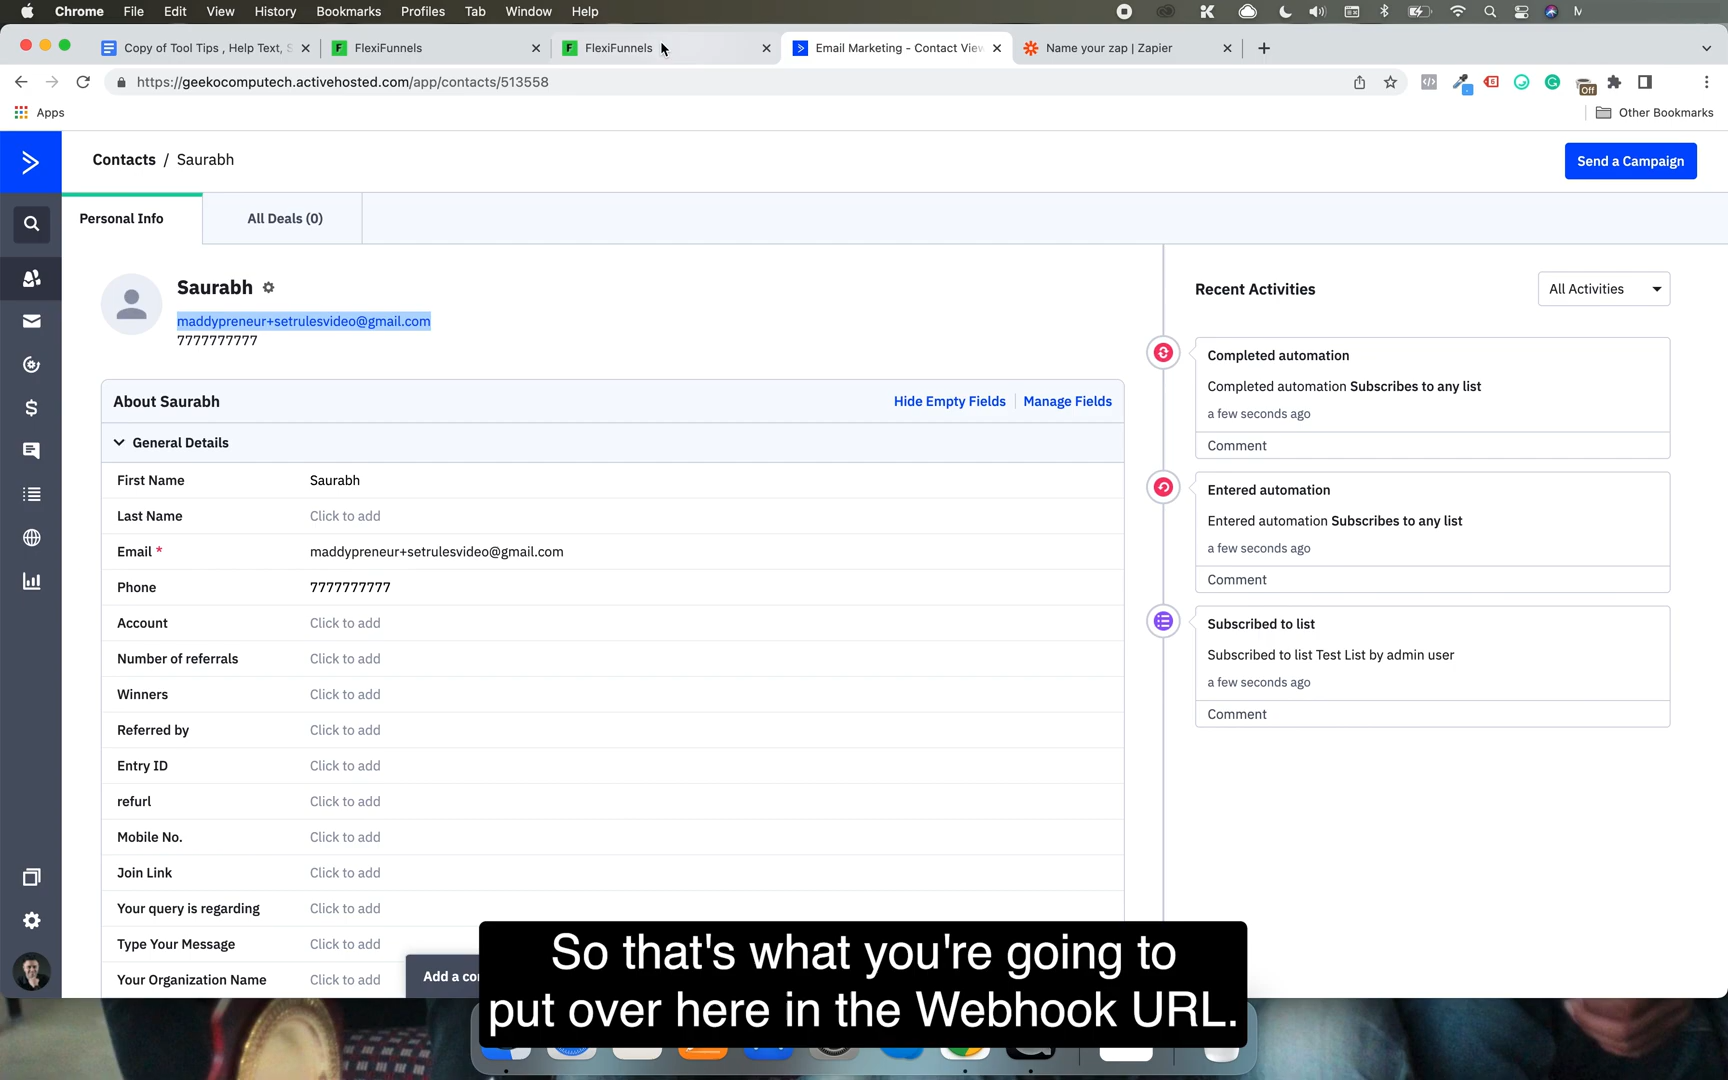 Chrome File Edit View History Bookmarks Profiles Tab Window Help
Copy of Tool Tips , Help Text, S FlexiFunnels FlexiFunnels Email Marketing - Contact View Name your zap | Zapier
https://geekocomputech.activehosted.com/app/contacts/513558
Off
Apps Other Bookmarks
Contacts / Saurabh
Send a Campaign
Personal Info All Deals (0)
Saurabh
maddypreneur+setrulesvideo@gmail.com
7777777777
Recent Activities All Activities
About Saurabh Hide Empty Fields Manage Fields
General Details
First Name Saurabh
Last Name Click to add
Email * maddypreneur+setrulesvideo@gmail.com
Phone 7777777777
Account Click to add
Number of referrals Click to add
Winners Click to add
Referred by Click to add
Entry ID Click to add
refurl Click to add
Mobile No. Click to add
Join Link Click to add
Your query is regarding Click to add
Type Your Message Click to add
Your Organization Name Click to add
Completed automation
Completed automation Subscribes to any list
a few seconds ago
Comment
Entered automation
Entered automation Subscribes to any list
a few seconds ago
Comment
Subscribed to list
Subscribed to list Test List by admin user
a few seconds ago
Comment
Add a
So that's what you're going to
put over here in the Webhook URL.